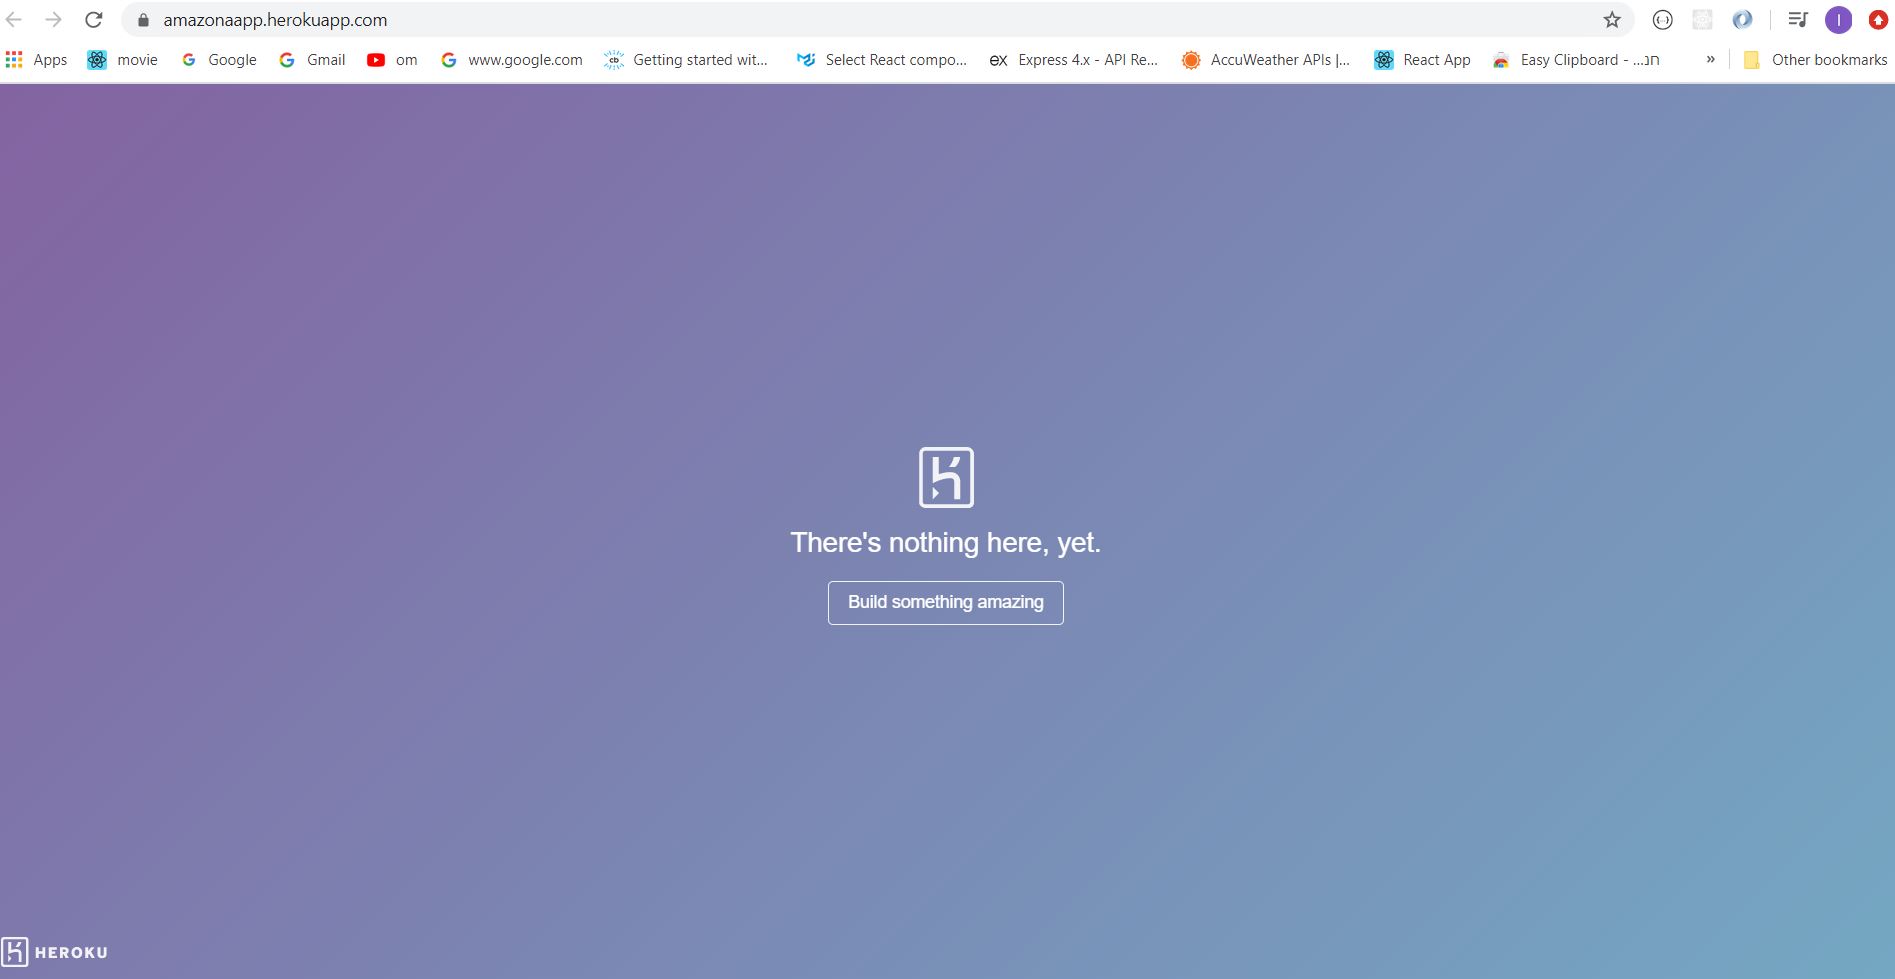 amazonaapp.herokuapp.com
Apps movie Google Gmail om www.google.com Getting started wit... Select React compo... Express 4.x - API Re... AccuWeather APIs |... React App Easy Clipboard - ...חנ » Other bookmarks
There's nothing here, yet.
Build something amazing
HEROKU